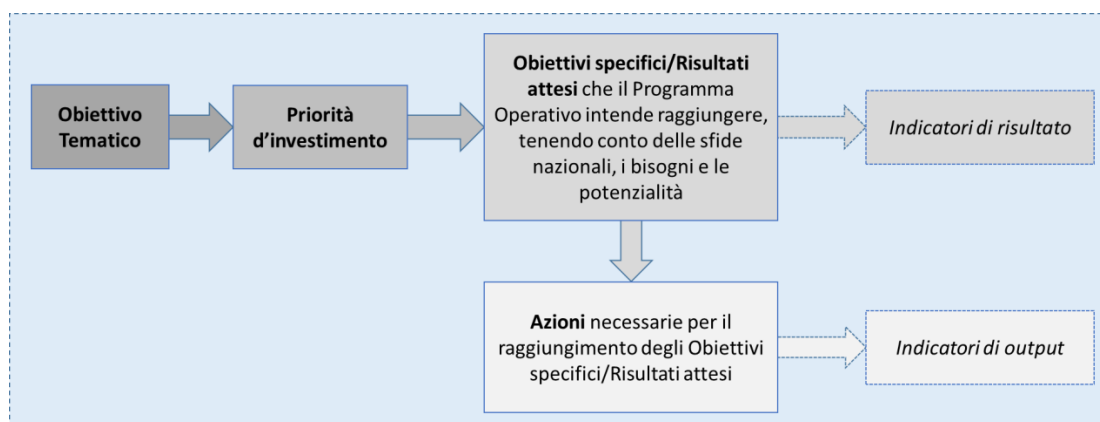 Obiettivo
Tematico
Priorità
d’investimento
Obiettivi specifici/Risultati
attesi che il Programma
Operativo intende raggiungere,
tenendo conto delle sfide
nazionali, i bisogni e le
potenzialità
Indicatori di risultato
Azioni necessarie per il
raggiungimento degli Obiettivi
specifici/Risultati attesi
Indicatori di output